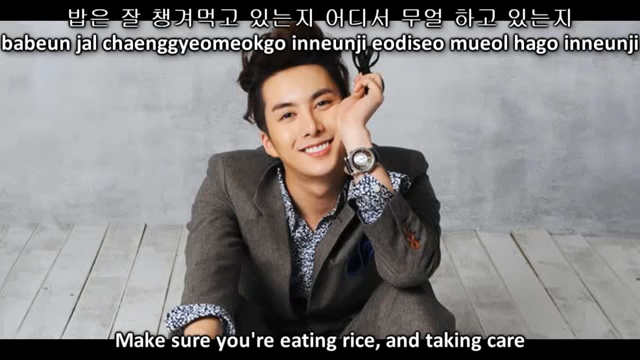 밥은 잘 챙겨먹고 있는지 어디서 무얼 하고 있는지
babeun jal chaenggyeomeokgo inneunji eodiseo mueol hago inneunji
Make sure you're eating rice, and taking care